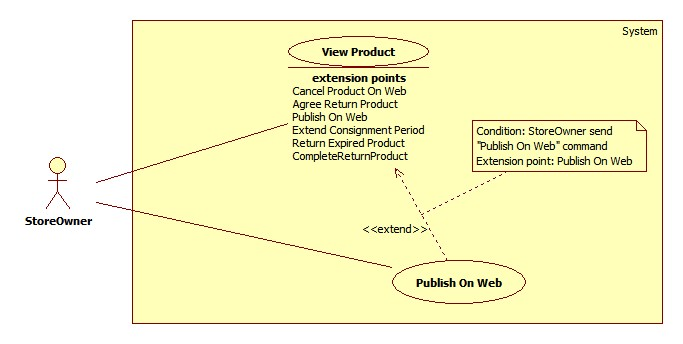 System
View Product
extension points
Cancel Product On Web
Agree Return Product
Publish On Web
Extend Consignment Period
Return Expired Product
CompleteReturnProduct
Condition: StoreOwner send
"Publish On Web" command
Extension point: Publish On Web
StoreOwner
<<extend>>
Publish On Web